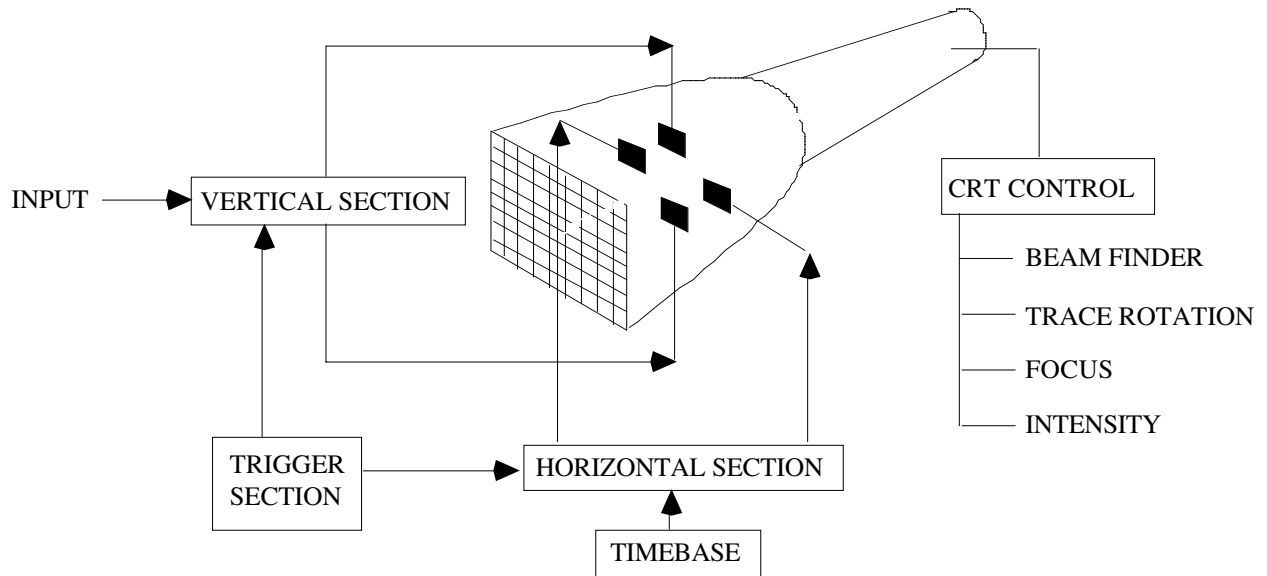 INPUT
VERTICAL SECTION
CRT CONTROL
BEAM FINDER
TRACE ROTATION
FOCUS
INTENSITY
TRIGGER
SECTION
HORIZONTAL SECTION
TIMEBASE